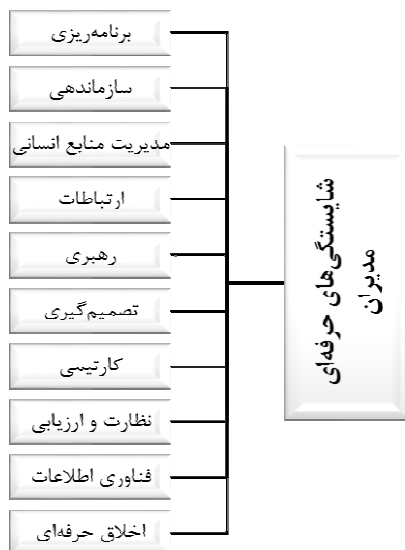 شایستگی‌های حرفه‌ای
مدیران
برنامه‌ریزی
سازماندهی
مدیریت منابع انسانی
ارتباطات
رهبری
تصمیم‌گیری
کارتیمی
نظارت و ارزیابی
فناوری اطلاعات
اخلاق حرفه‌ای